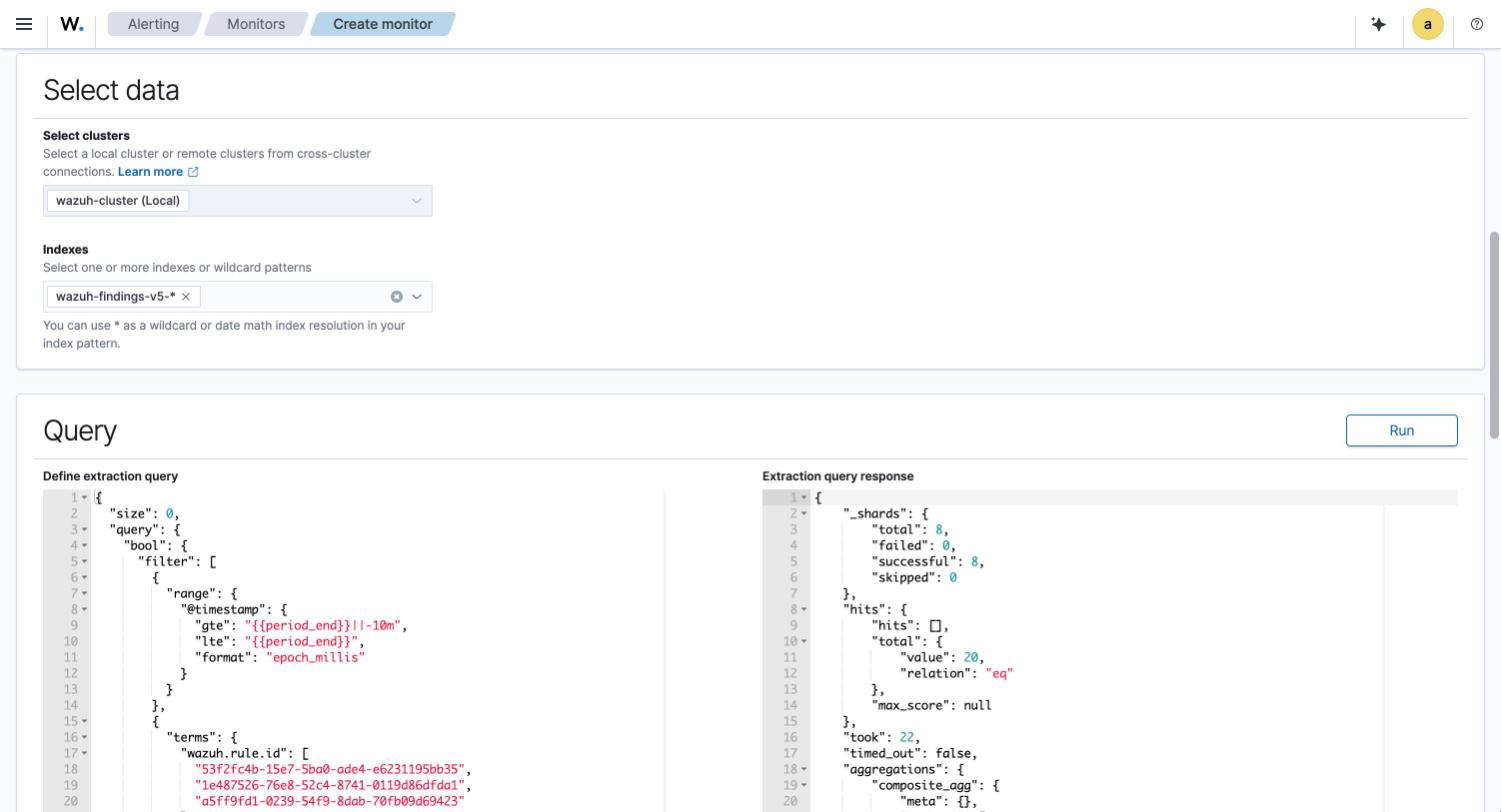 W.
Alerting
Monitors
Create monitor
a
Select data
Select clusters
Select a local cluster or remote clusters from cross-cluster
connections. Learn more
wazuh-cluster (Local)
Indexes
Select one or more indexes or wildcard patterns
wazuh-findings-v5-*
You can use * as a wildcard or date math index resolution in your
index pattern.
Query
Run
Define extraction query
1 {
2 "size": 0,
3 "query": {
4 "bool": {
5 "filter": [
6 {
7 "range": {
8 "@timestamp": {
9 "gte": "{{period_end}}||-10m",
10 "lte": "{{period_end}}",
11 "format": "epoch_millis"
12 }
13 }
14 },
15 {
16 "terms": {
17 "wazuh.rule.id": [
18 "53f2fc4b-15e7-5ba0-ade4-e6231195bb35",
19 "1e487526-76e8-52c4-8741-0119d86dfda1",
20 "a5ff9fd1-0239-54f9-8dab-70fb09d69423"
Extraction query response
1 {
2 "_shards": {
3 "total": 8,
4 "failed": 0,
5 "successful": 8,
6 "skipped": 0
7 },
8 "hits": {
9 "hits": [],
10 "total": {
11 "value": 20,
12 "relation": "eq"
13 },
14 "max_score": null
15 },
16 "took": 22,
17 "timed_out": false,
18 "aggregations": {
19 "composite_agg": {
20 "meta": {},